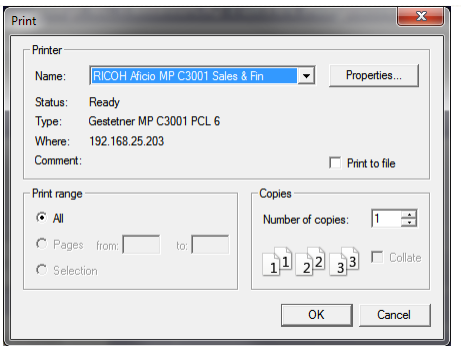 Print
Printer
Name: RICOH Aficio MP C3001 Sales & Fin Properties...
Status: Ready
Type: Gestetner MP C3001 PCL 6
Where: 192.168.25.203
Comment: Print to file
Print range
All
Pages from: to:
Selection
Copies
Number of copies: 1
1 1 2 2 3 3 Collate
OK Cancel